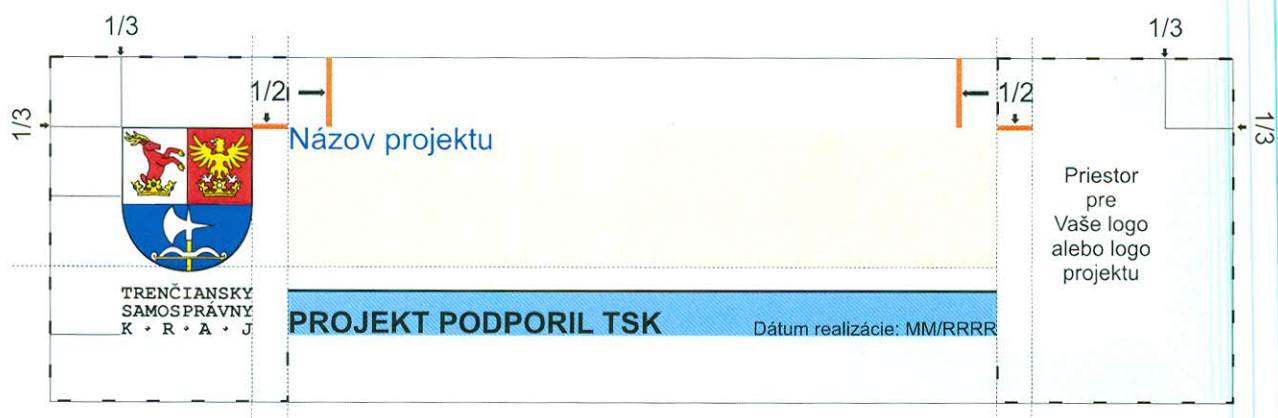 1/3
1/3
1/2
1/2
1/3
1/3
Názov projektu
Priestor
pre
Vaše logo
alebo logo
projektu
TRENČIANSKY
SAMOSPRÁVNY
K · R · A · J
PROJEKT PODPORIL TSK
Dátum realizácie: MM/RRRR